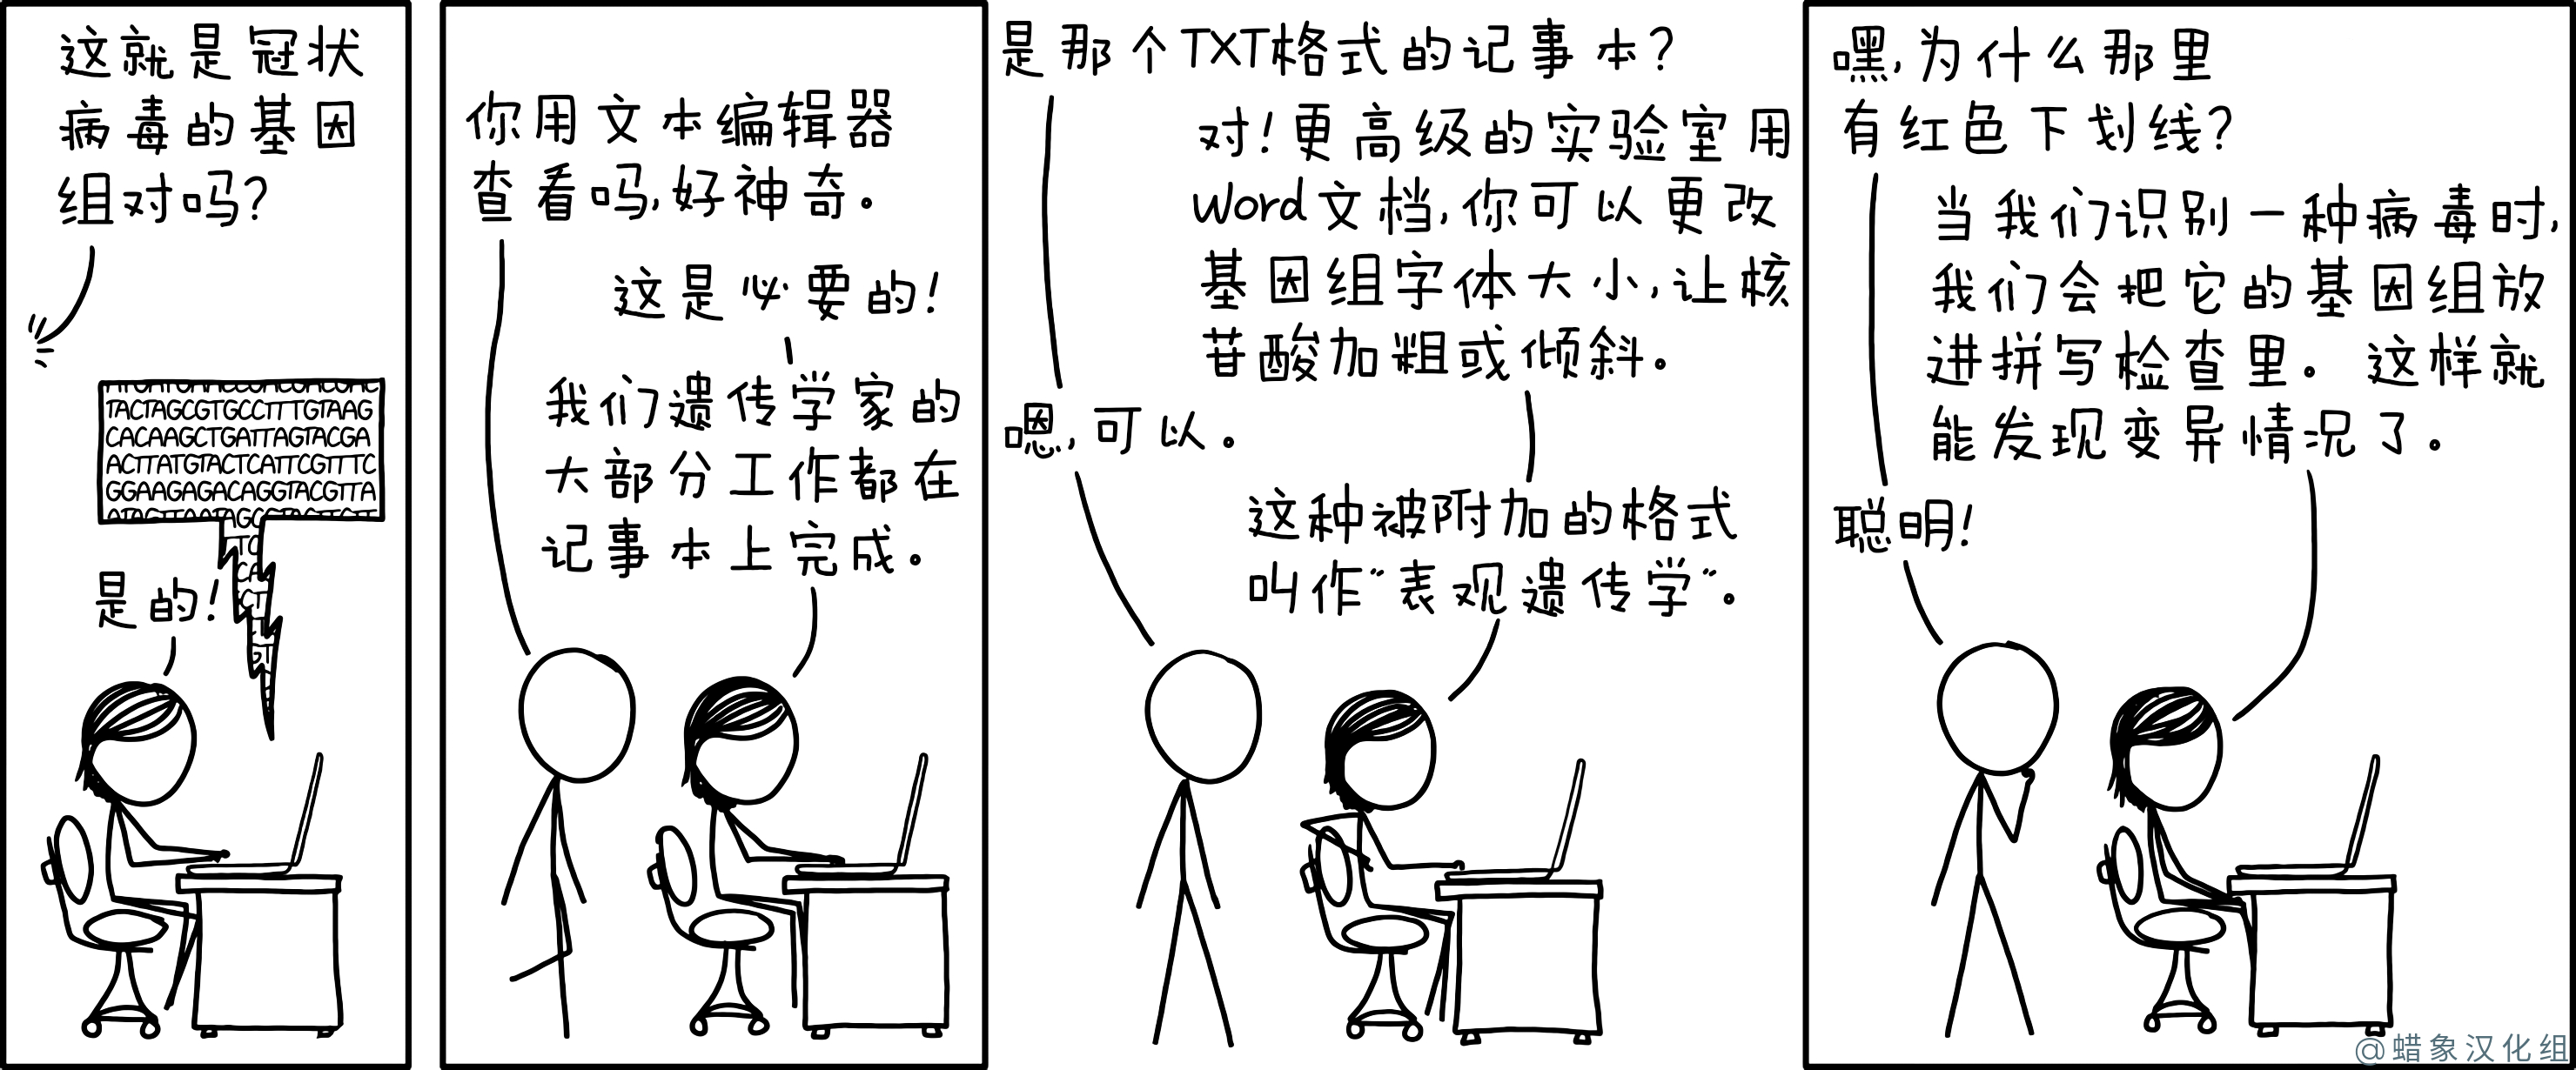 这就是冠状
病毒的基因
组对吗?
TACTAGCGTGCCTTTGTAAG
CACAAGCTGATTAGTACGA
ACTTATGTACTCATTCGTTTC
GGAAGAGACAGGTACGTTA
是的!
你用文本编辑器
查看吗,好神奇。
这是必要的!
我们遗传学家的
大部分工作都在
记事本上完成。
是那个TXT格式的记事本?
对!更高级的实验室用
Word文档,你可以更改
基因组字体大小,让核
苷酸加粗或倾斜。
嗯,可以。
这种被附加的格式
叫作"表观遗传学"。
嘿,为什么那里
有红色下划线?
当我们识别一种病毒时,
我们会把它的基因组放
进拼写检查里。这样就
能发现变异情况了。
聪明!
@蜡象汉化组